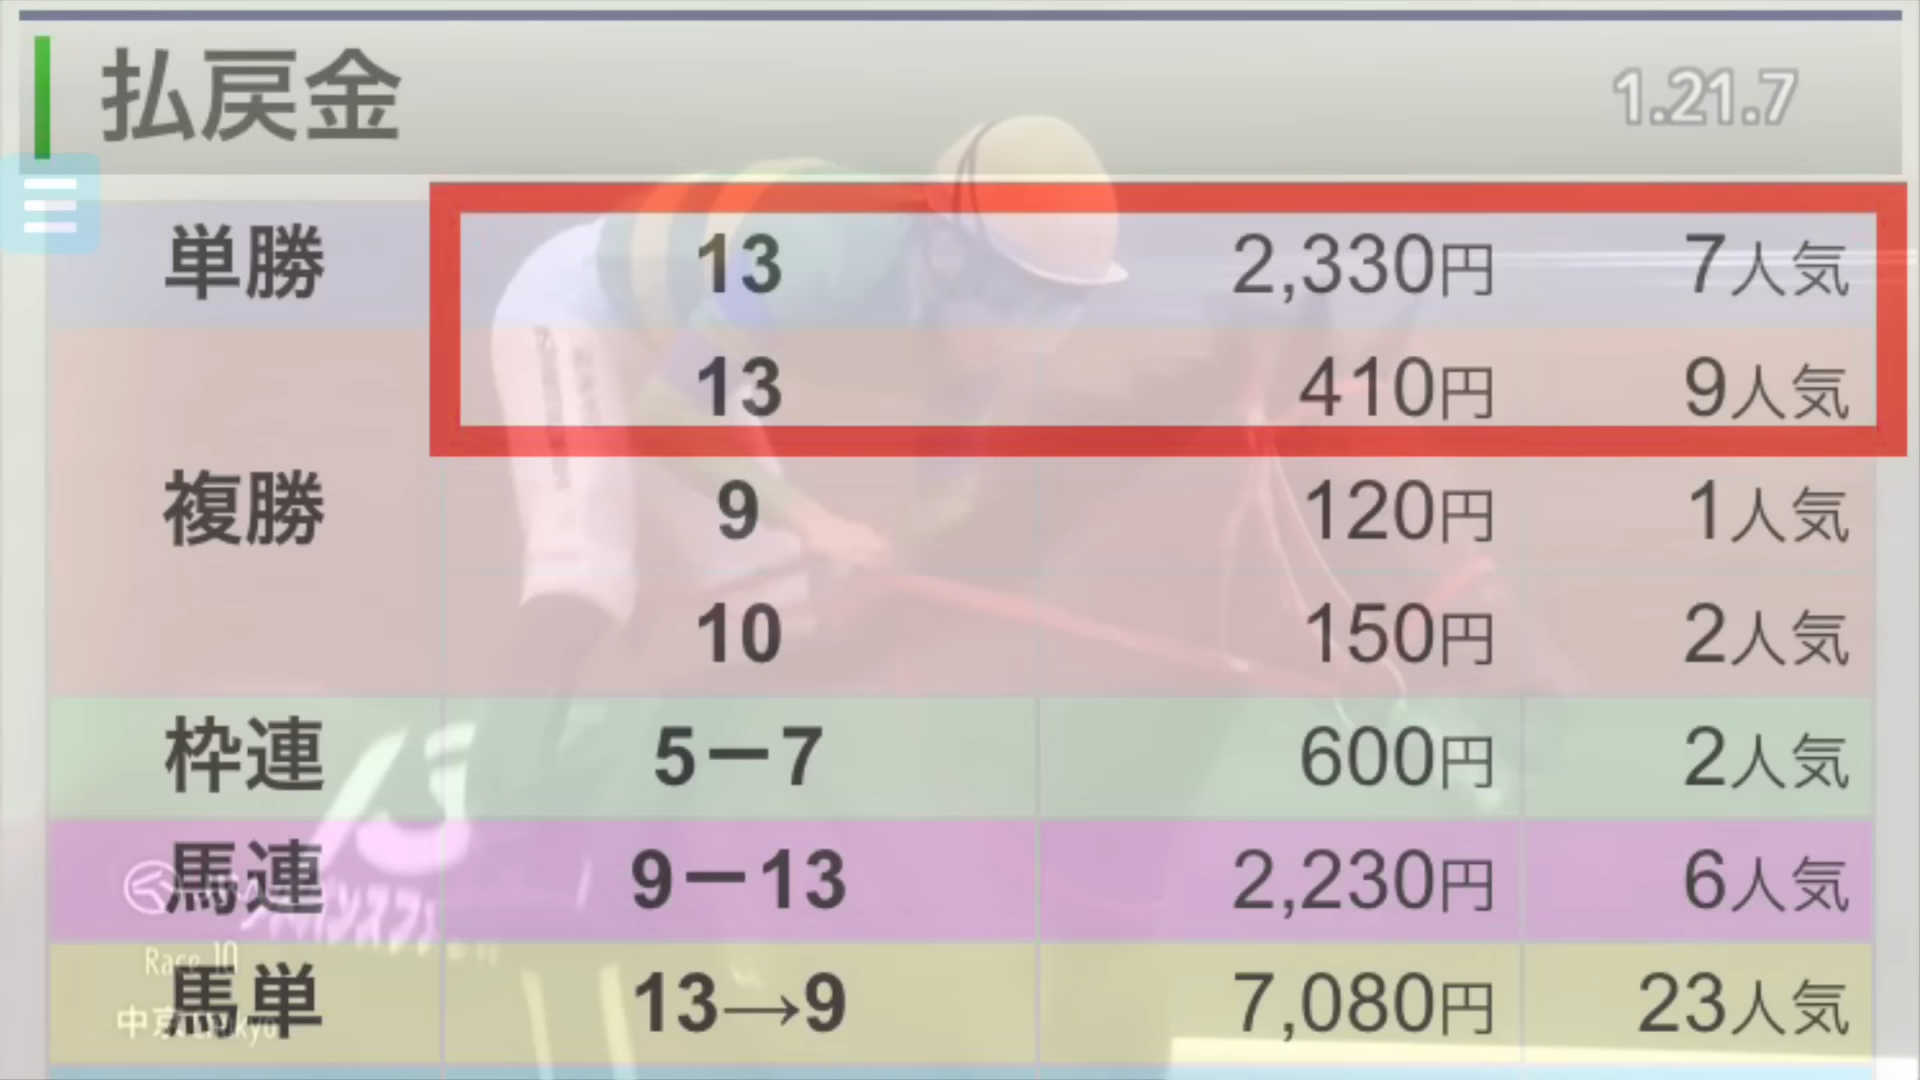 払戻金
1.21.7
単勝 13 2,330円 7人気
複勝 13 410円 9人気
9 120円 1人気
10 150円 2人気
枠連 5－7 600円 2人気
馬連 9－13 2,230円 6人気
Race 10
馬単 13→9 7,080円 23人気
中京